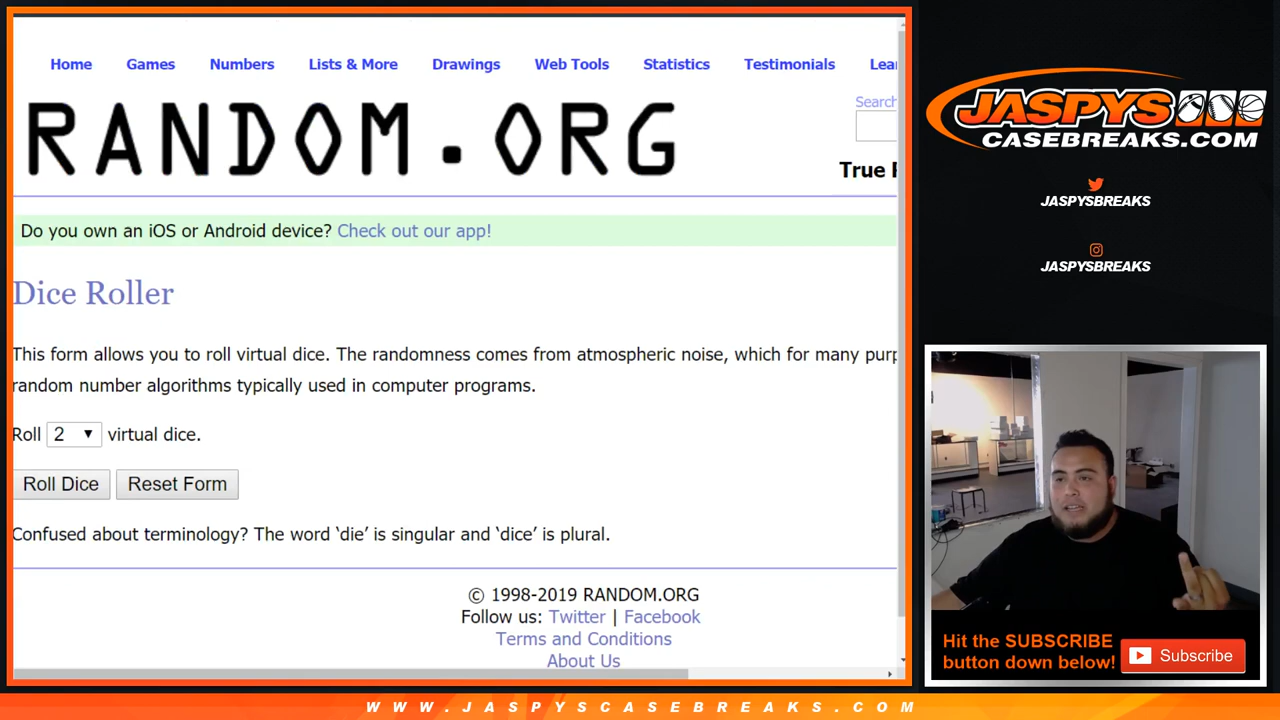 Home Games Numbers Lists & More Drawings Web Tools Statistics Testimonials Lear
RANDOM.ORG
Search
True R
Do you own an iOS or Android device? Check out our app!
Dice Roller
This form allows you to roll virtual dice. The randomness comes from atmospheric noise, which for many purp
random number algorithms typically used in computer programs.
Roll 2 virtual dice.
Roll Dice Reset Form
Confused about terminology? The word ‘die’ is singular and ‘dice’ is plural.
© 1998-2019 RANDOM.ORG
Follow us: Twitter | Facebook
Terms and Conditions
About Us
JASPYS
CASEBREAKS.COM
JASPYSBREAKS
JASPYSBREAKS
Hit the SUBSCRIBE
button down below!
Subscribe
WWW.JASPYSCASEBREAKS.COM